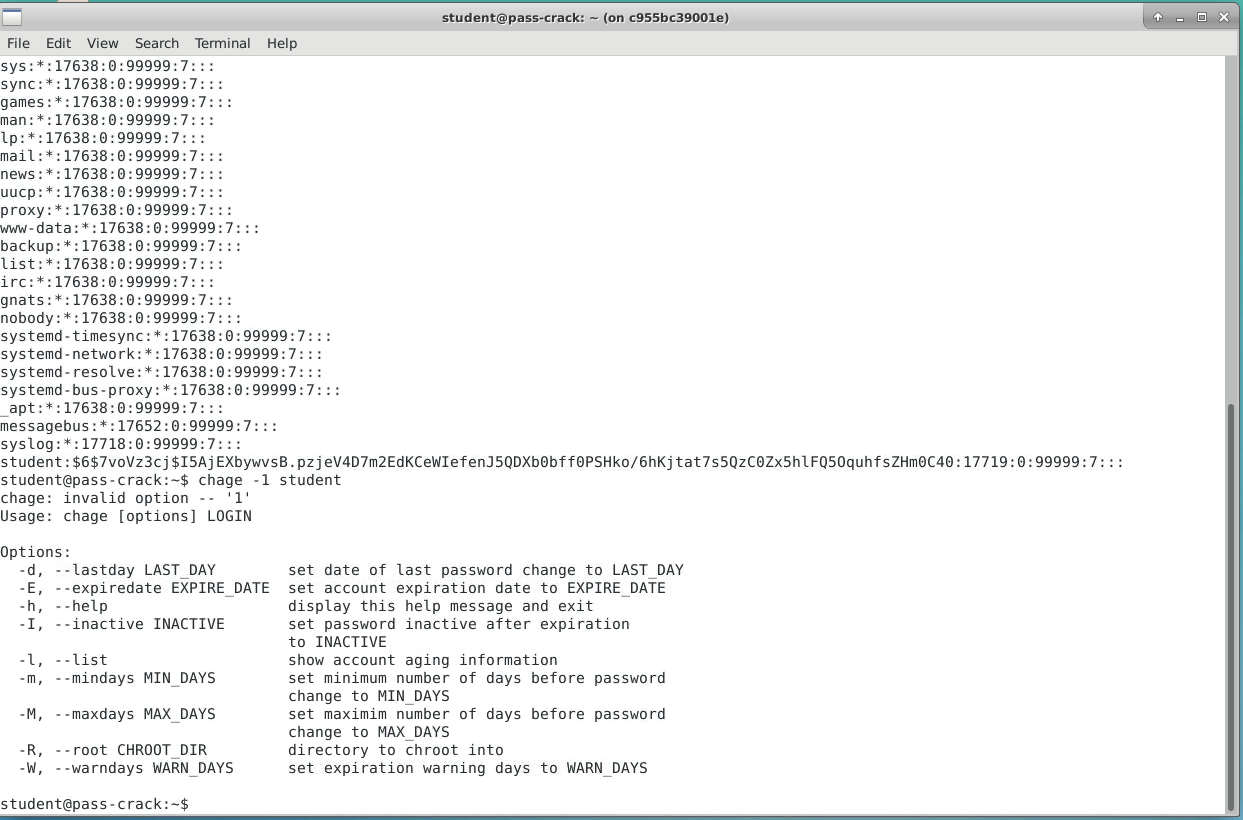 student@pass-crack: ~ (on c955bc39001e)
File Edit View Search Terminal Help
sys:*:17638:0:99999:7:::
sync:*:17638:0:99999:7:::
games:*:17638:0:99999:7:::
man:*:17638:0:99999:7:::
lp:*:17638:0:99999:7:::
mail:*:17638:0:99999:7:::
news:*:17638:0:99999:7:::
uucp:*:17638:0:99999:7:::
proxy:*:17638:0:99999:7:::
www-data:*:17638:0:99999:7:::
backup:*:17638:0:99999:7:::
list:*:17638:0:99999:7:::
irc:*:17638:0:99999:7:::
gnats:*:17638:0:99999:7:::
nobody:*:17638:0:99999:7:::
systemd-timesync:*:17638:0:99999:7:::
systemd-network:*:17638:0:99999:7:::
systemd-resolve:*:17638:0:99999:7:::
systemd-bus-proxy:*:17638:0:99999:7:::
_apt:*:17638:0:99999:7:::
messagebus:*:17652:0:99999:7:::
syslog:*:17718:0:99999:7:::
student:$6$7voVz3cj$I5AjEXbywvsB.pzjeV4D7m2EdKCeWIefenJ5QDXb0bff0PSHko/6hKjtat7s5QzC0Zx5hlFQ5OquhfsZHm0C40:17719:0:99999:7:::
student@pass-crack:~$ chage -1 student
chage: invalid option -- '1'
Usage: chage [options] LOGIN
Options:
-d, --lastday LAST_DAY set date of last password change to LAST_DAY
-E, --expiredate EXPIRE_DATE set account expiration date to EXPIRE_DATE
-h, --help display this help message and exit
-I, --inactive INACTIVE set password inactive after expiration
to INACTIVE
-l, --list show account aging information
-m, --mindays MIN_DAYS set minimum number of days before password
change to MIN_DAYS
-M, --maxdays MAX_DAYS set maximim number of days before password
change to MAX_DAYS
-R, --root CHROOT_DIR directory to chroot into
-W, --warndays WARN_DAYS set expiration warning days to WARN_DAYS
student@pass-crack:~$